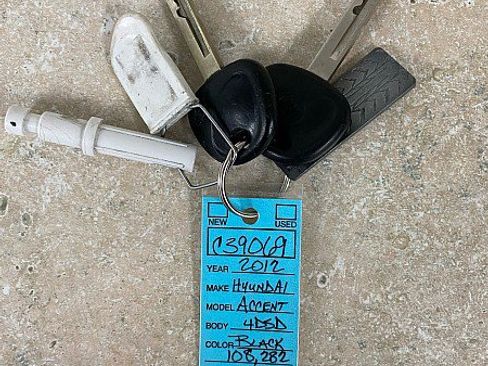 NEW USED
C39069
YEAR 2012
MAKE HYUNDAI
MODEL ACCENT
BODY 4DSD
COLOR BLACK
108,282